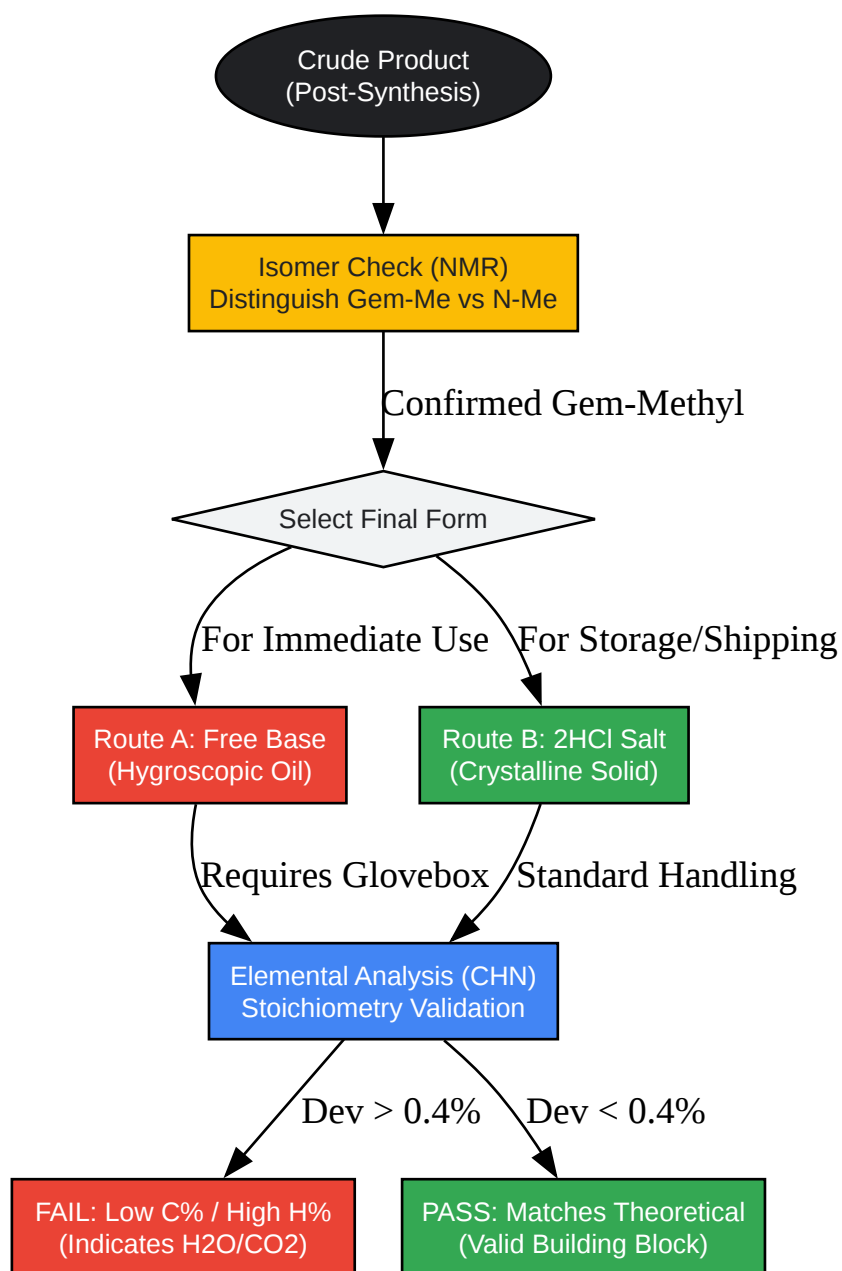 Crude Product
(Post-Synthesis)
Isomer Check (NMR)
Distinguish Gem-Me vs N-Me
Confirmed Gem-Methyl
Select Final Form
For Immediate Use
For Storage/Shipping
Route A: Free Base
(Hygroscopic Oil)
Route B: 2HCl Salt
(Crystalline Solid)
Requires Glovebox
Standard Handling
Elemental Analysis (CHN)
Stoichiometry Validation
Dev > 0.4%
Dev < 0.4%
FAIL: Low C% / High H%
(Indicates H2O/CO2)
PASS: Matches Theoretical
(Valid Building Block)